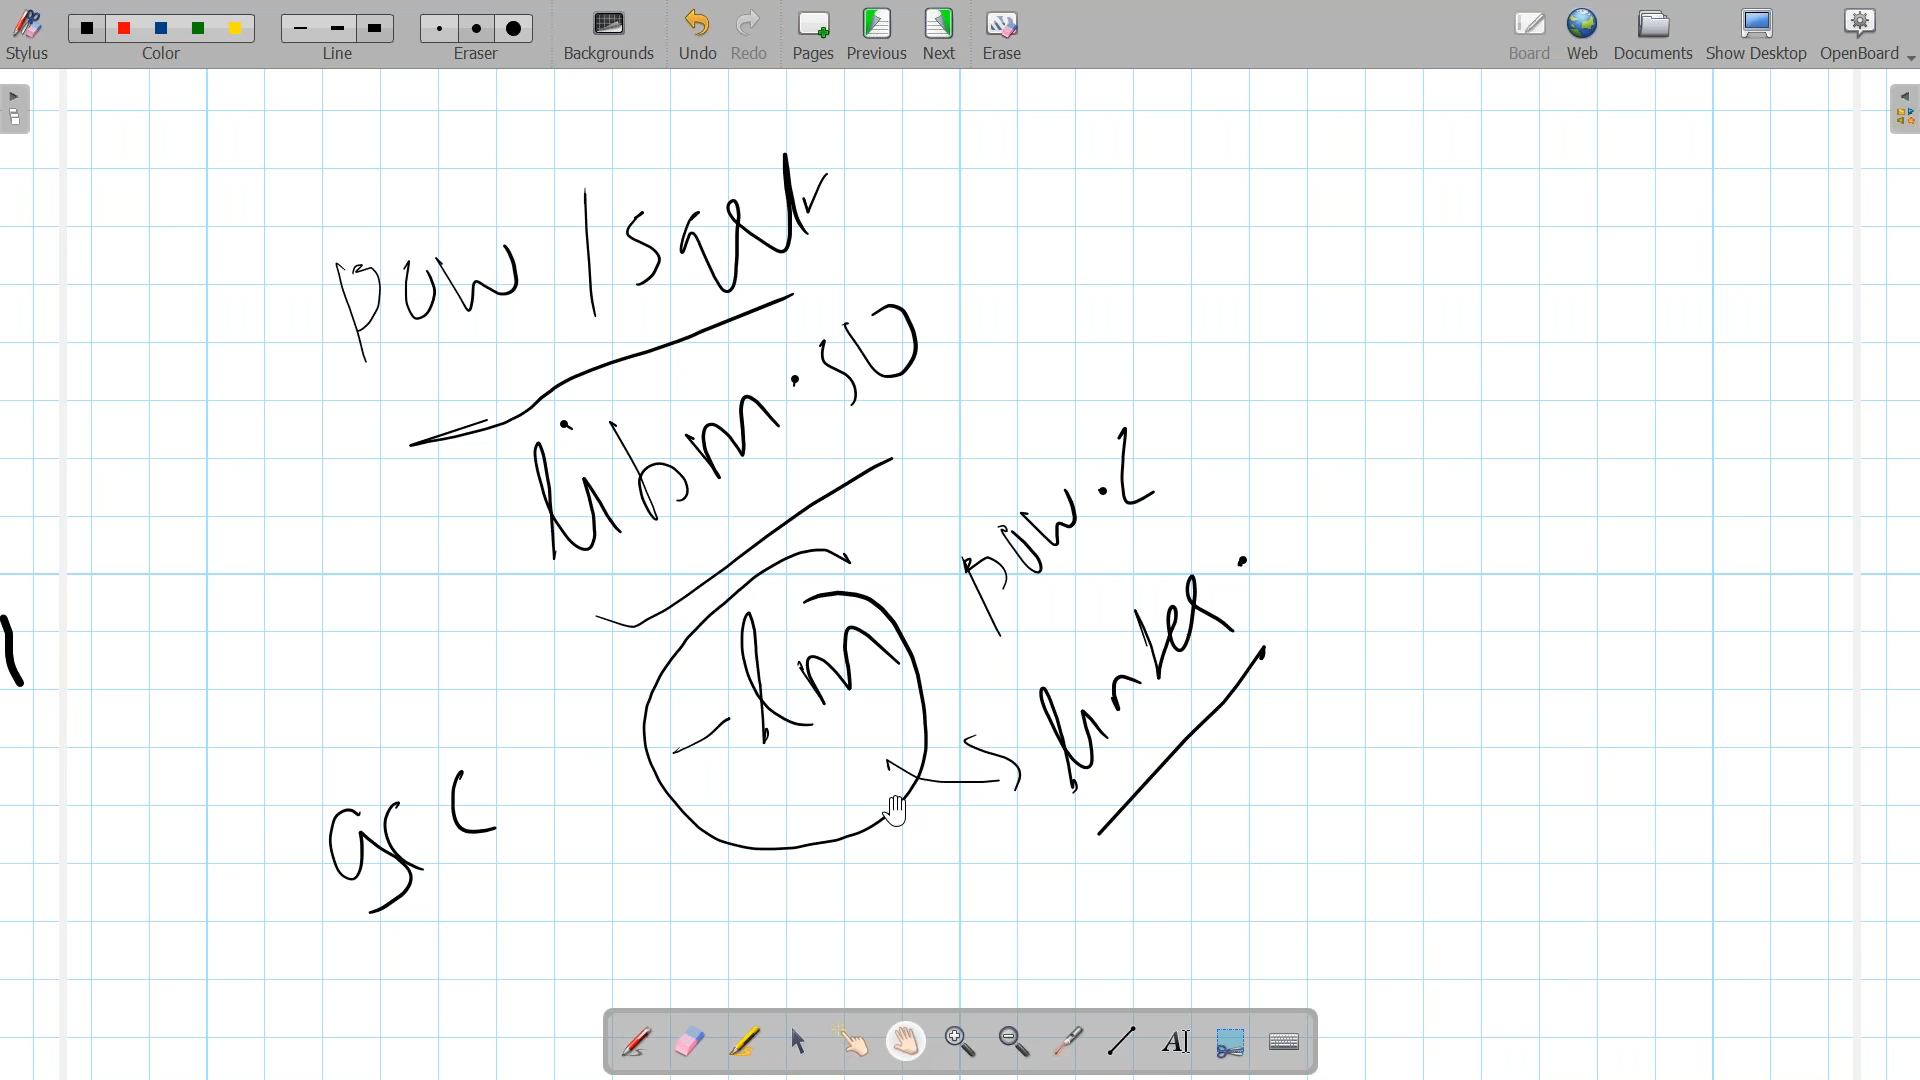 Stylus
Color
Line
Eraser
Backgrounds
Undo
Redo
Pages
Previous
Next
Erase
Board
Web
Documents
Show Desktop
OpenBoard
pow / sqrt
libm.so
pow.c
-lm
linker.
gcc